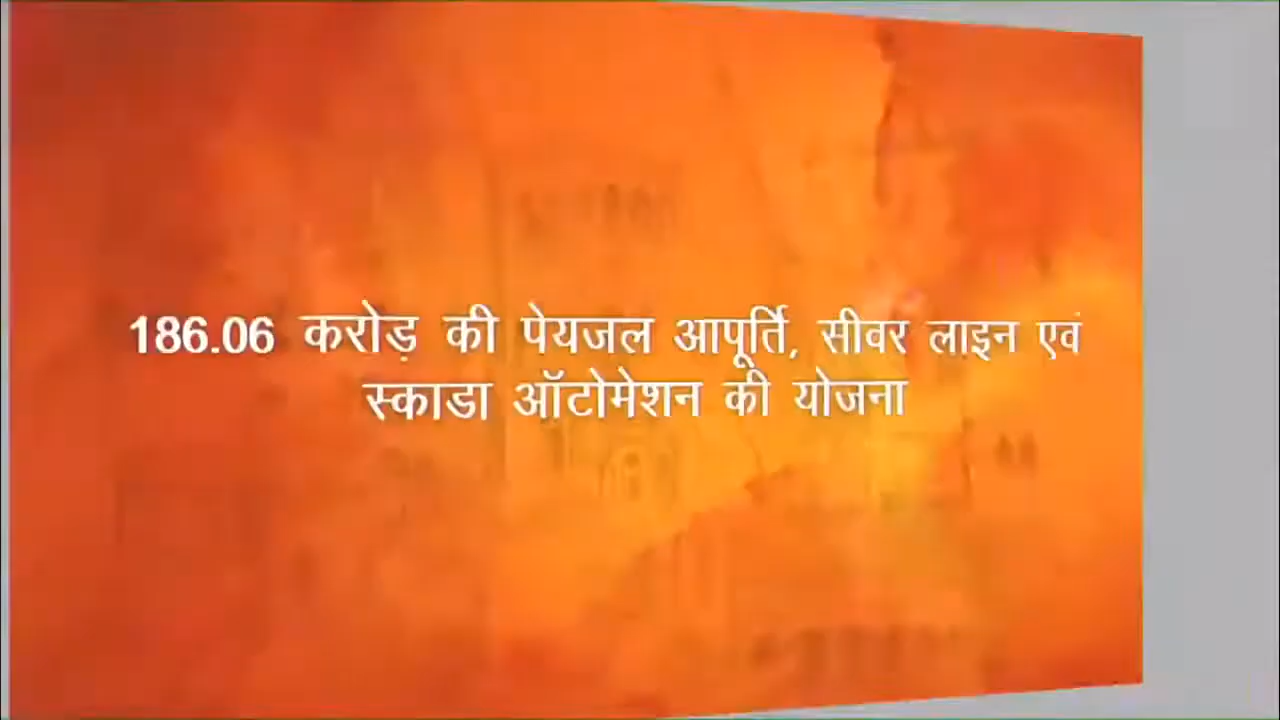 186.06 करोड़ की पेयजल आपूर्ति, सीवर लाइन एवं
स्काडा ऑटोमेशन की योजना